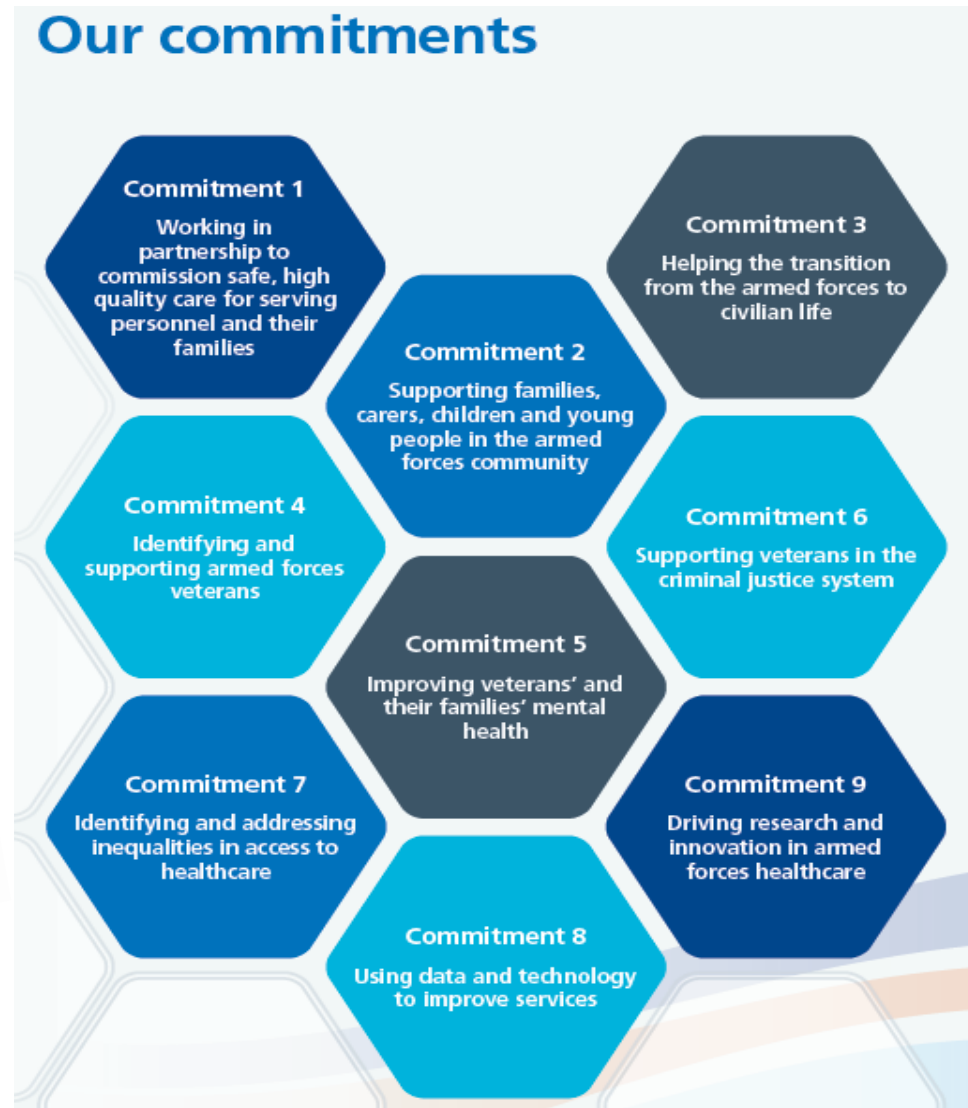 Our commitments
Commitment 1
Working in
partnership to
commission safe, high
quality care for serving
personnel and their
families
Commitment 2
Supporting families,
carers, children and young
people in the armed
forces community
Commitment 3
Helping the transition
from the armed forces to
civilian life
Commitment 4
Identifying and
supporting armed forces
veterans
Commitment 5
Improving veterans’ and
their families’ mental
health
Commitment 6
Supporting veterans in the
criminal justice system
Commitment 7
Identifying and addressing
inequalities in access to
healthcare
Commitment 8
Using data and technology
to improve services
Commitment 9
Driving research and
innovation in armed
forces healthcare